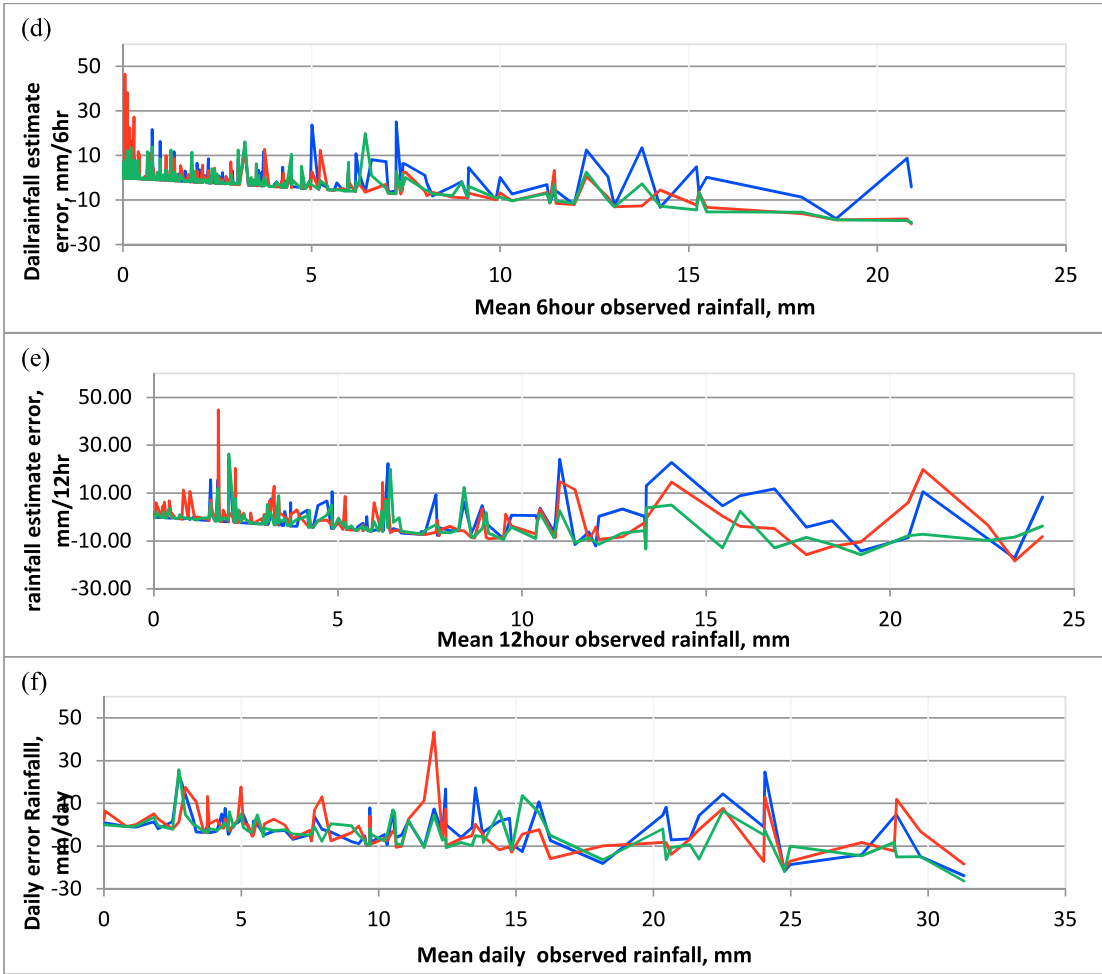 (d)
Dailrainfall estimate
error, mm/6hr
50
30
10
-10
-30
0 5 10 15 20 25
Mean 6hour observed rainfall, mm
(e)
rainfall estimate error,
mm/12hr
50.00
30.00
10.00
-10.00
-30.00
0 5 10 15 20 25
Mean 12hour observed rainfall, mm
(f)
Daily error Rainfalll,
mm/day
50
30
10
-10
-30
0 5 10 15 20 25 30 35
Mean daily observed rainfall, mm